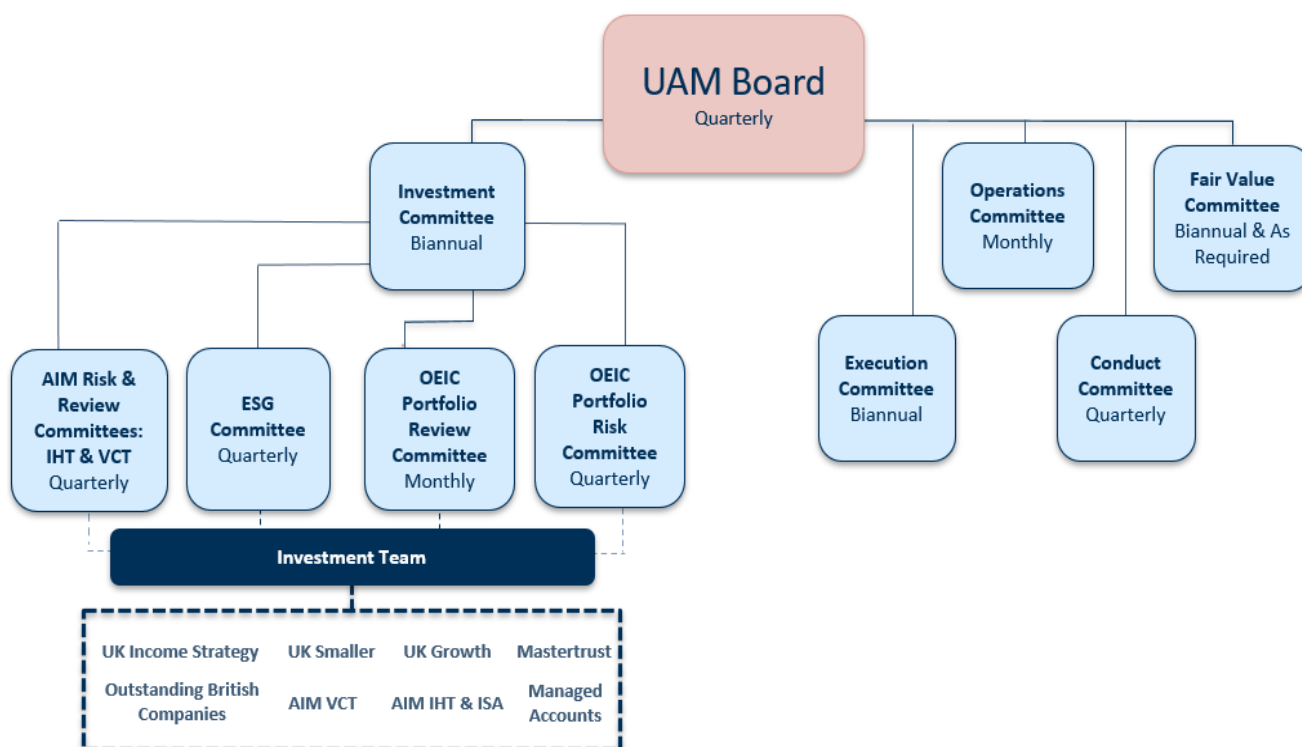 UAM Board
Quarterly
Investment
Committee
Biannual
Operations
Committee
Monthly
Fair Value
Committee
Biannual & As
Required
AIM Risk &
Review
Committees:
IHT & VCT
Quarterly
ESG
Committee
Quarterly
OEIC
Portfolio
Review
Committee
Monthly
OEIC
Portfolio
Risk
Committee
Quarterly
Execution
Committee
Biannual
Conduct
Committee
Quarterly
Investment Team
UK Income Strategy
UK Smaller
UK Growth
Mastertrust
Outstanding British
Companies
AIM VCT
AIM IHT & ISA
Managed
Accounts